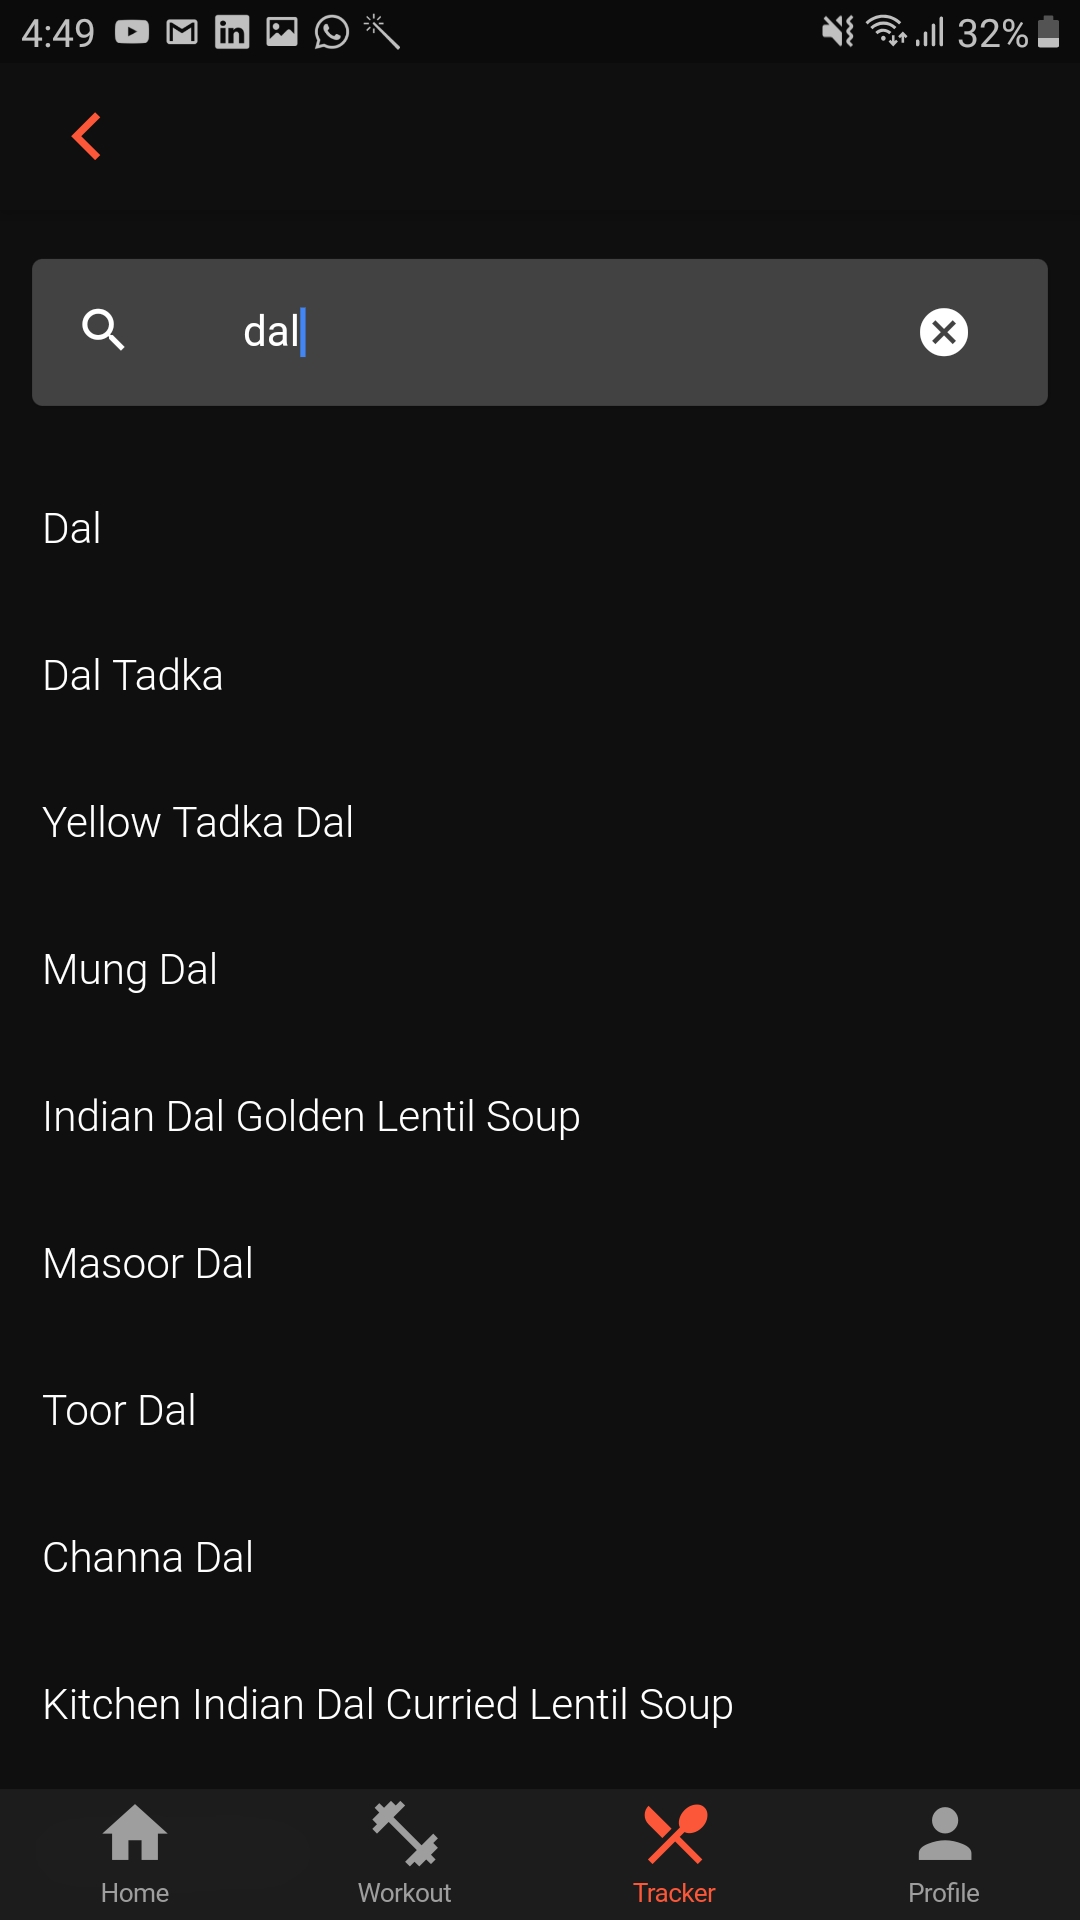 4:49
32%
dal
Dal
Dal Tadka
Yellow Tadka Dal
Mung Dal
Indian Dal Golden Lentil Soup
Masoor Dal
Toor Dal
Channa Dal
Kitchen Indian Dal Curried Lentil Soup
Home Workout Tracker Profile